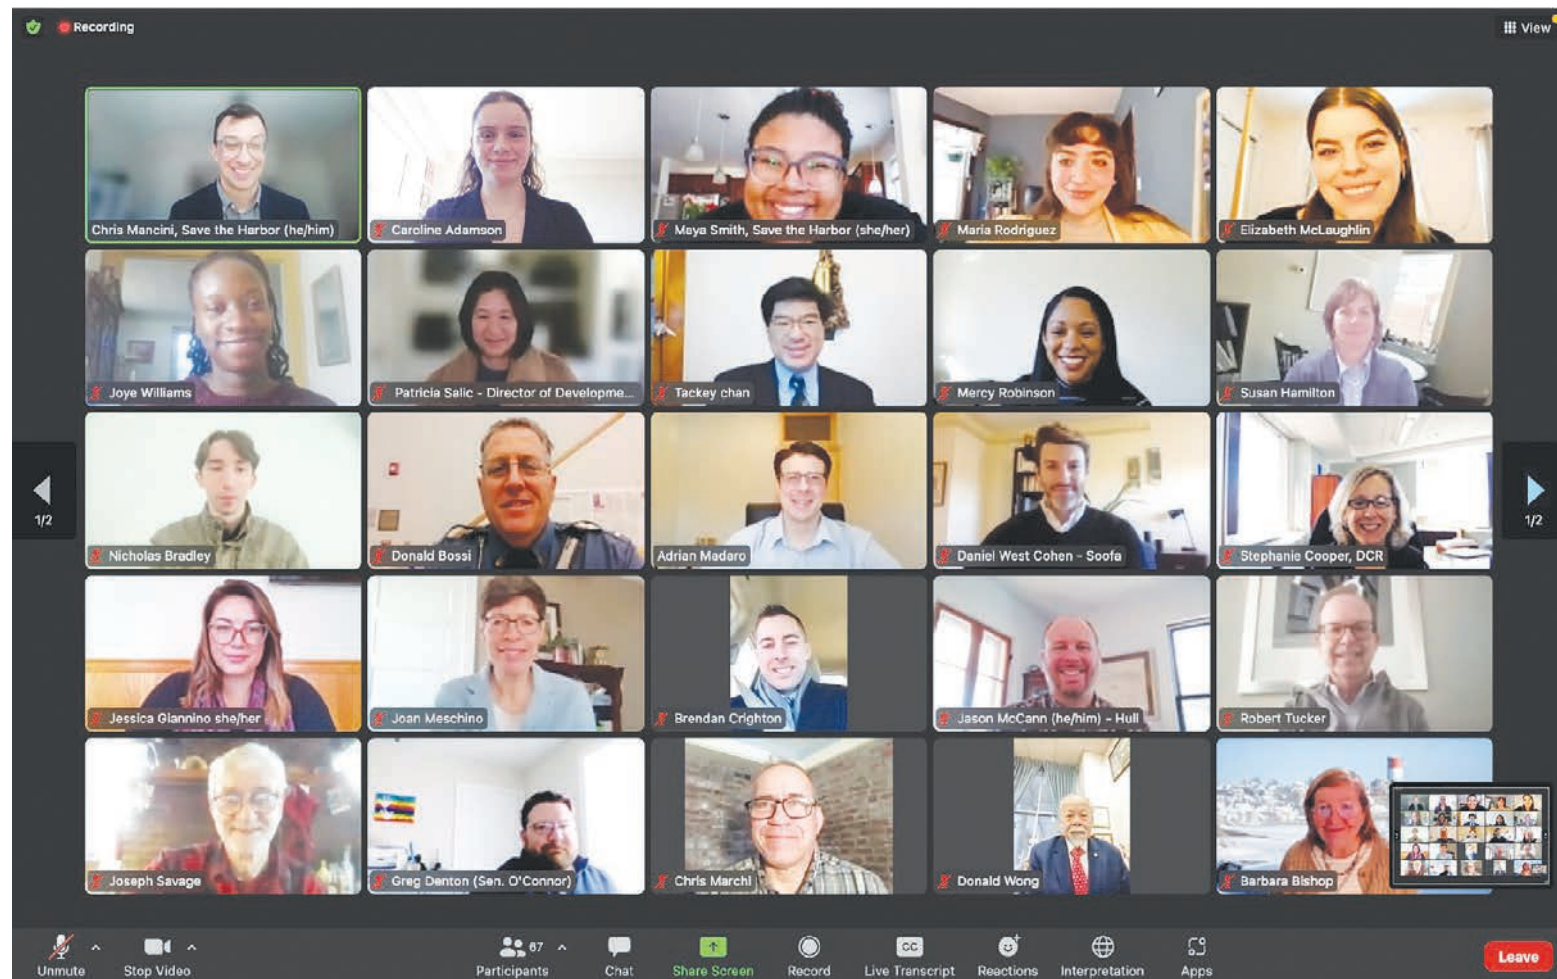 Recording
View
Chris Mancini, Save the Harbor (he/him)
Caroline Adamson
Maya Smith, Save the Harbor (she/her)
Maria Rodriguez
Elizabeth McLaughlin
Joye Williams
Patricia Salic - Director of Developme...
Tackey chan
Mercy Robinson
Susan Hamilton
1/2
Nicholas Bradley
Donald Bossi
Adrian Madaro
Daniel West Cohen - Soofa
Stephanie Cooper, DCR
1/2
Jessica Giannino she/her
Joan Meschino
Brendan Crighton
Jason McCann (he/him) - Hull
Robert Tucker
Joseph Savage
Greg Denton (Sen. O'Connor)
Chris Marchi
Donald Wong
Barbara Bishop
Unmute
Stop Video
67
Participants
Chat
Share Screen
Record
CC
Live Transcript
Reactions
Interpretation
Apps
Leave